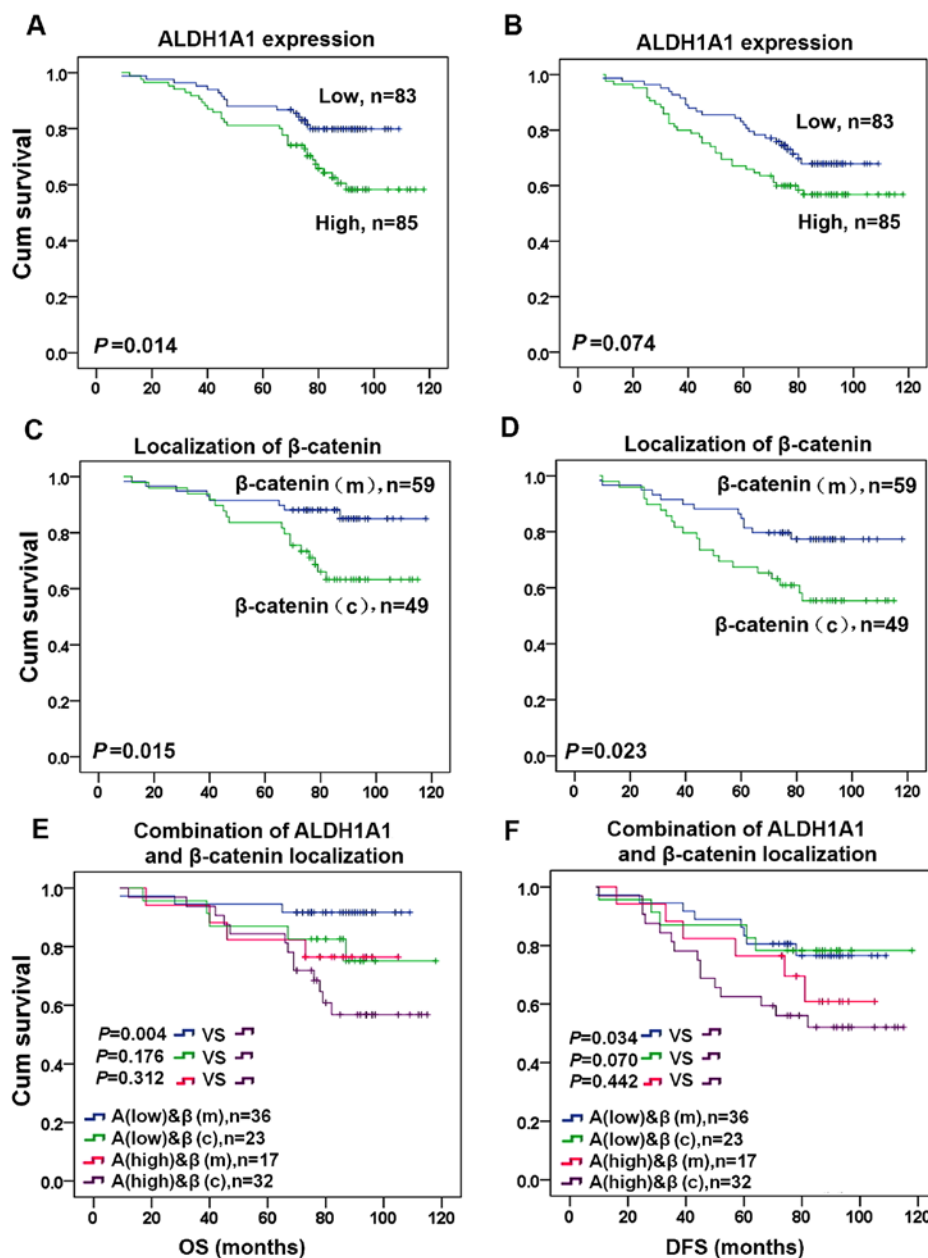 A
ALDH1A1 expression
1.0
0.8
0.6
0.4
0.2
0.0
Cum survival
Low, n=83
High, n=85
P=0.014
0 20 40 60 80 100 120
B
ALDH1A1 expression
1.0
0.8
0.6
0.4
0.2
0.0
Low, n=83
High, n=85
P=0.074
0 20 40 60 80 100 120
C
Localization of β-catenin
1.0
0.8
0.6
0.4
0.2
0.0
Cum survival
β-catenin (m), n=59
β-catenin (c), n=49
P=0.015
0 20 40 60 80 100 120
D
Localization of β-catenin
1.0
0.8
0.6
0.4
0.2
0.0
β-catenin (m), n=59
β-catenin (c), n=49
P=0.023
0 20 40 60 80 100 120
E
Combination of ALDH1A1
and β-catenin localization
1.0
0.8
0.6
0.4
0.2
0.0
Cum survival
P=0.004 VS
P=0.176 VS
P=0.312 VS
A(low)&β (m),n=36
A(low)&β (c),n=23
A(high)&β (m),n=17
A(high)&β (c),n=32
0 20 40 60 80 100 120
OS (months)
F
Combination of ALDH1A1
and β-catenin localization
1.0
0.8
0.6
0.4
0.2
0.0
P=0.034 VS
P=0.070 VS
P=0.442 VS
A(low)&β (m),n=36
A(low)&β (c),n=23
A(high)&β (m),n=17
A(high)&β (c),n=32
0 20 40 60 80 100 120
DFS (months)